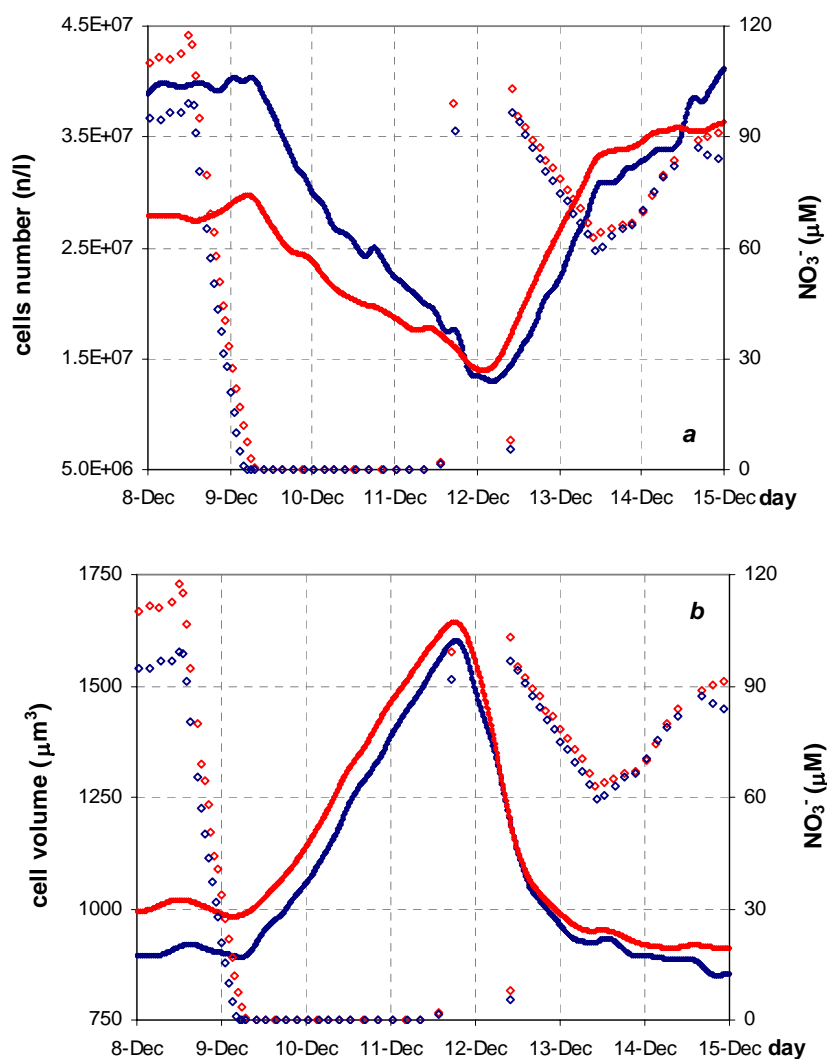 4.5E+07
3.5E+07
2.5E+07
1.5E+07
5.0E+06
cells number (n/l)
120
90
60
30
0
NO₃⁻ (μM)
a
8-Dec 9-Dec 10-Dec 11-Dec 12-Dec 13-Dec 14-Dec 15-Dec day
1750
1500
1250
1000
750
cell volume (μm³)
120
90
60
30
0
NO₃⁻ (μM)
b
8-Dec 9-Dec 10-Dec 11-Dec 12-Dec 13-Dec 14-Dec 15-Dec day